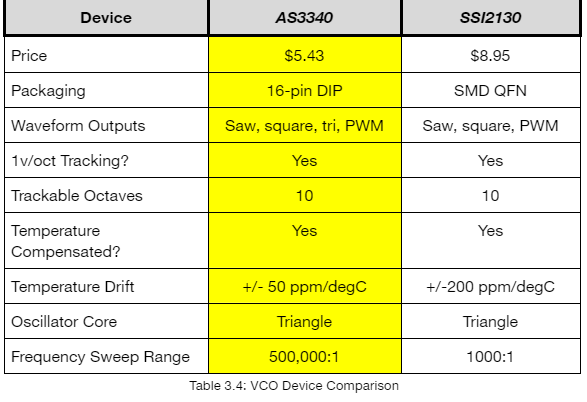 Device AS3340 SSI2130
Price $5.43 $8.95
Packaging 16-pin DIP SMD QFN
Waveform Outputs Saw, square, tri, PWM Saw, square, PWM
1v/oct Tracking? Yes Yes
Trackable Octaves 10 10
Temperature Yes Yes
Compensated?
Temperature Drift +/- 50 ppm/degC +/-200 ppm/degC
Oscillator Core Triangle Triangle
Frequency Sweep Range 500,000:1 1000:1
Table 3.4: VCO Device Comparison